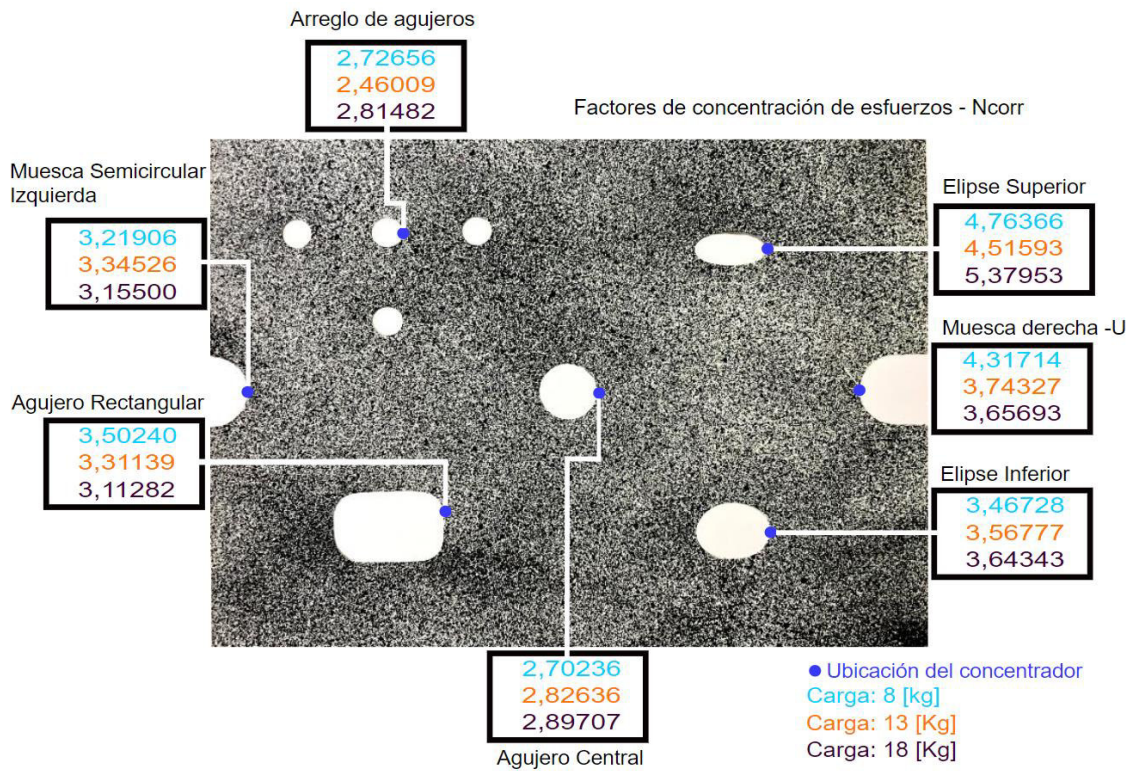 Arreglo de agujeros
2,72656
2,46009
2,81482
Factores de concentración de esfuerzos - Ncorr
Muesca Semicircular
Izquierda
3,21906
3,34526
3,15500
Elipse Superior
4,76366
4,51593
5,37953
Muesca derecha -U
4,31714
3,74327
3,65693
Agujero Rectangular
3,50240
3,31139
3,11282
Elipse Inferior
3,46728
3,56777
3,64343
2,70236
2,82636
2,89707
Agujero Central
Ubicación del concentrador
Carga: 8 [kg]
Carga: 13 [Kg]
Carga: 18 [Kg]